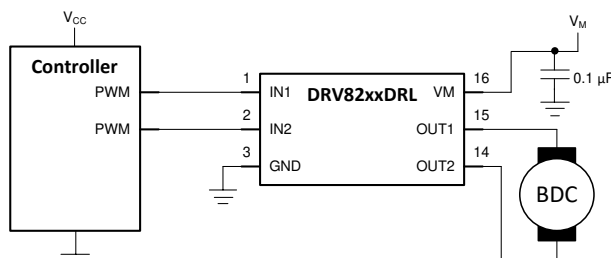 VCC
VM
Controller
PWM
PWM
1
2
3
DRV82xxDRL
IN1
IN2
GND
VM
OUT1
OUT2
16
15
14
0.1 µF
BDC